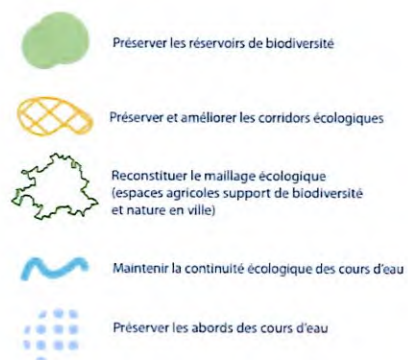 Préserver les réservoirs de biodiversité
Préserver et améliorer les corridors écologiques
Reconstituer le maillage écologique
(espaces agricoles support de biodiversité
et nature en ville)
Maintenir la continuité écologique des cours d'eau
Préserver les abords des cours d'eau